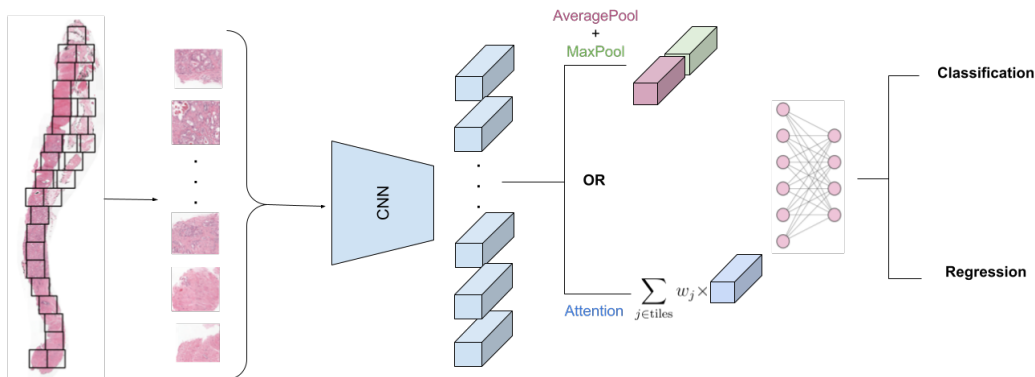 AveragePool
+
MaxPool
Classification
CNN
OR
Regression
Attention
∑ w_j ×
j∈tiles